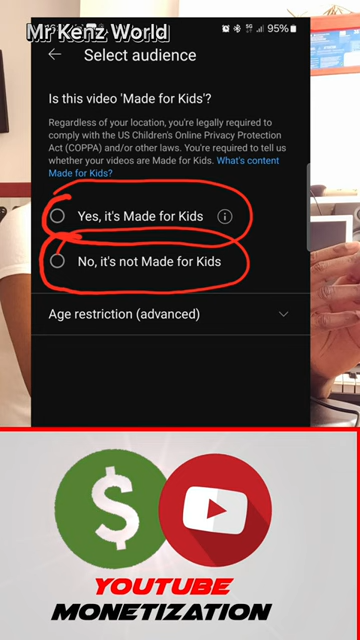 Mr Kenz World
95%
Select audience
Is this video 'Made for Kids'?
Regardless of your location, you're legally required to
comply with the US Children's Online Privacy Protection
Act (COPPA) and/or other laws. You're required to tell us
whether your videos are Made for Kids. What's content
Made for Kids?
Yes, it's Made for Kids
No, it's not Made for Kids
Age restriction (advanced)
$
YOUTUBE
MONETIZATION